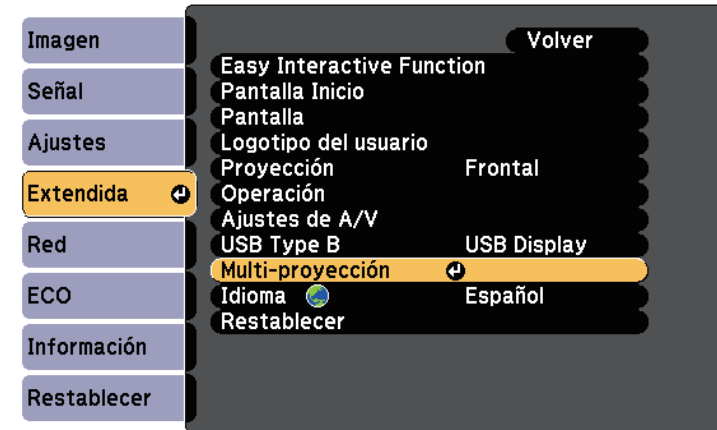 Imagen
Señal
Ajustes
Extendida
Red
ECO
Información
Restablecer
Volver
Easy Interactive Function
Pantalla Inicio
Pantalla
Logotipo del usuario
Proyección Frontal
Operación
Ajustes de A/V
USB Type B USB Display
Multi-proyección
Idioma Español
Restablecer